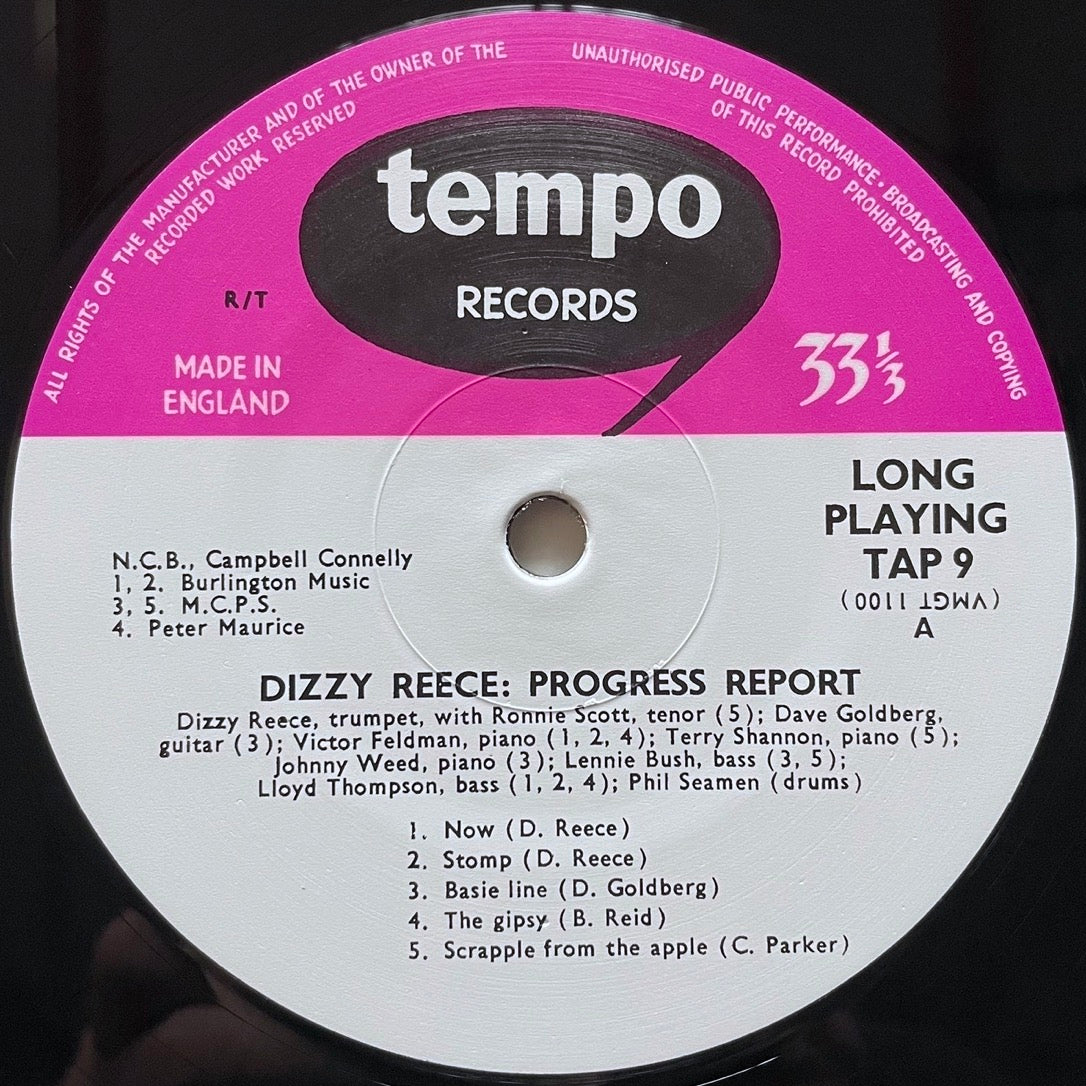 ALL RIGHTS OF THE MANUFACTURER AND OF THE OWNER OF THE
RECORDED WORK RESERVED
UNAUTHORISED PUBLIC PERFORMANCE • BROADCASTING AND COPYING
OF THIS RECORD PROHIBITED
tempo
RECORDS
R/T
MADE IN
ENGLAND
33 1/3
LONG
PLAYING
TAP 9
(VMGT 1100)
A
N.C.B., Campbell Connelly
1, 2. Burlington Music
3, 5. M.C.P.S.
4. Peter Maurice
DIZZY REECE: PROGRESS REPORT
Dizzy Reece, trumpet, with Ronnie Scott, tenor (5); Dave Goldberg,
guitar (3); Victor Feldman, piano (1, 2, 4); Terry Shannon, piano (5);
Johnny Weed, piano (3); Lennie Bush, bass (3, 5);
Lloyd Thompson, bass (1, 2, 4); Phil Seamen (drums)
1. Now (D. Reece)
2. Stomp (D. Reece)
3. Basie line (D. Goldberg)
4. The gipsy (B. Reid)
5. Scrapple from the apple (C. Parker)